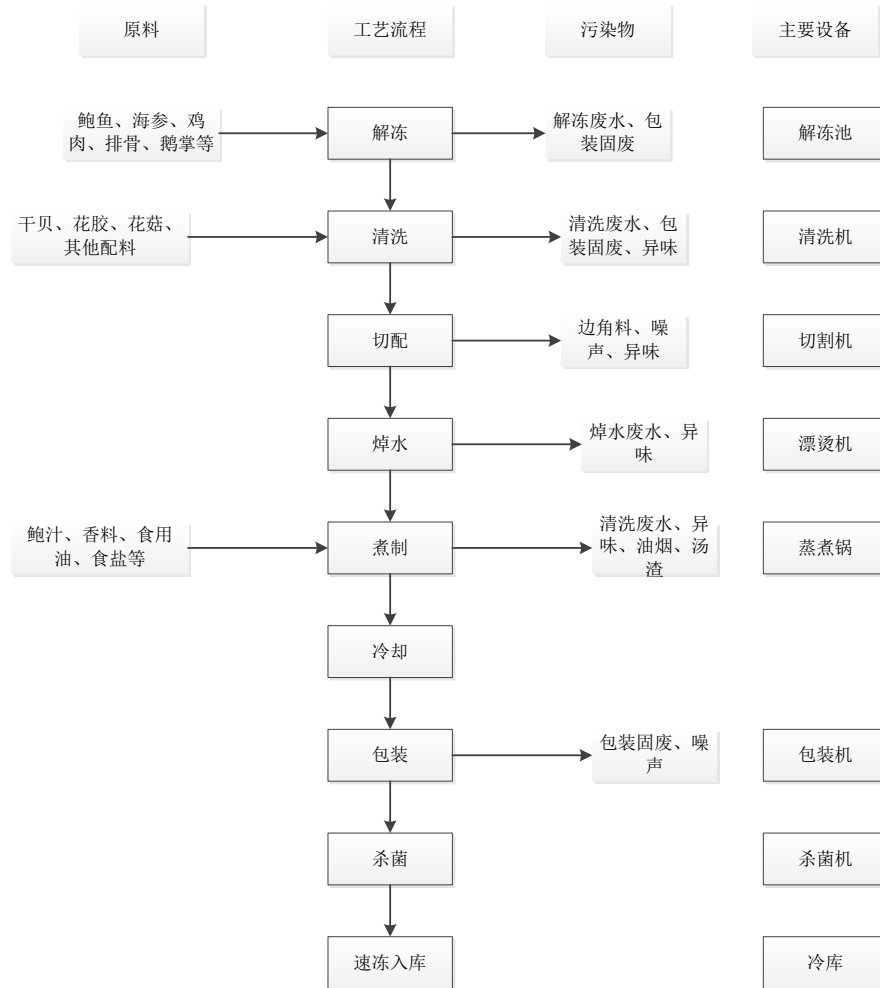 原料
工艺流程
污染物
主要设备
鲍鱼、海参、鸡
肉、排骨、鹅掌等
解冻
解冻废水、包
装固废
解冻池
干贝、花胶、花菇、
其他配料
清洗
清洗废水、包
装固废、异味
清洗机
切配
边角料、噪
声、异味
切割机
焯水
焯水废水、异
味
漂烫机
鲍汁、香料、食用
油、食盐等
煮制
清洗废水、异
味、油烟、汤
渣
蒸煮锅
冷却
包装
包装固废、噪
声
包装机
杀菌
杀菌机
速冻入库
冷库